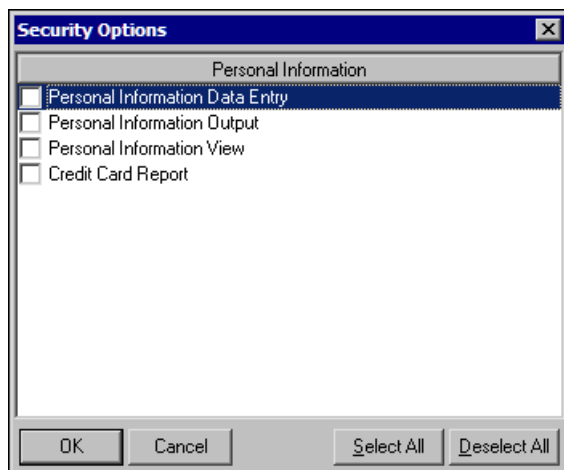 Security Options
Personal Information
Personal Information Data Entry
Personal Information Output
Personal Information View
Credit Card Report
OK Cancel Select All Deselect All